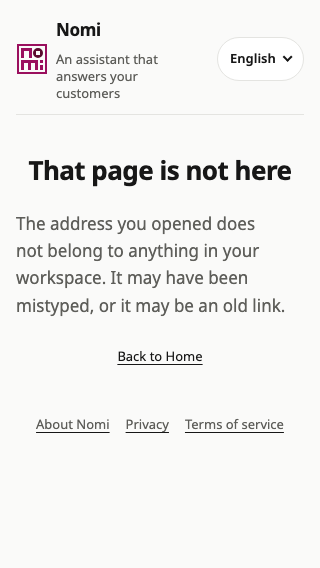 Nomi
An assistant that
answers your
customers
English
That page is not here
The address you opened does
not belong to anything in your
workspace. It may have been
mistyped, or it may be an old link.
Back to Home
About Nomi Privacy Terms of service